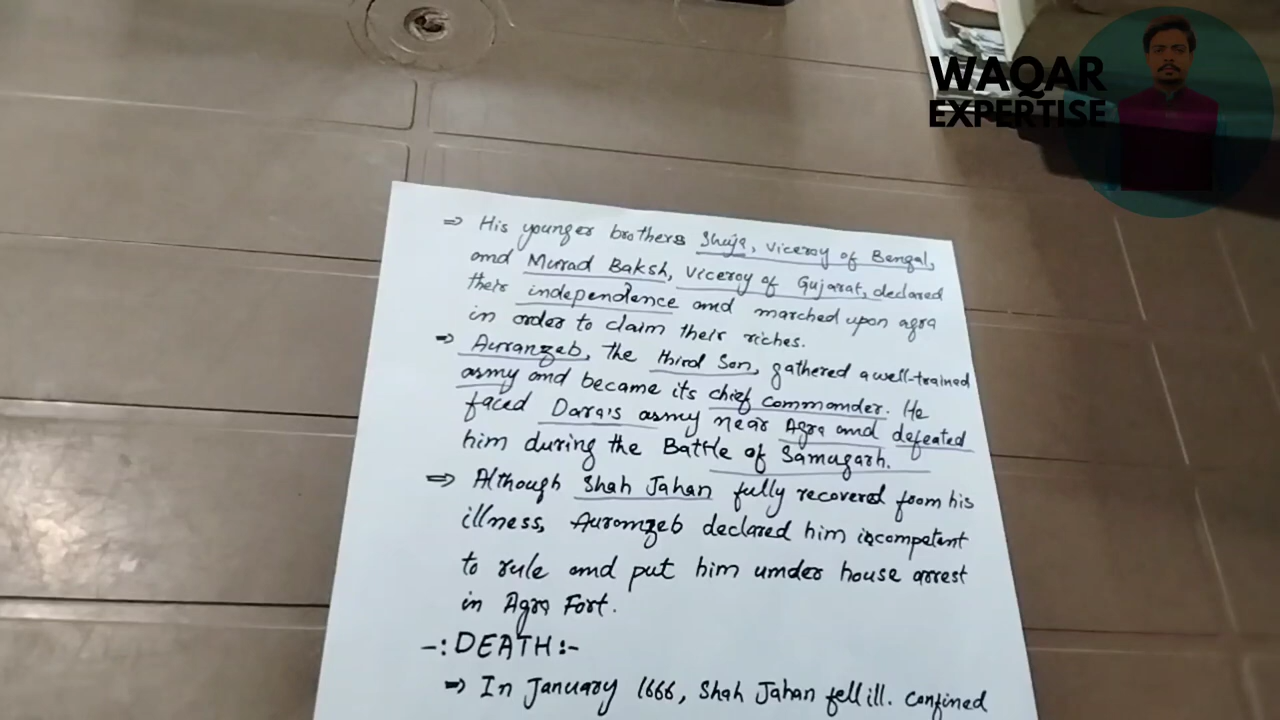 WAQAR
EXPERTISE
⇒ His younger brothers Shuja, viceroy of Bengal,
and Murad Baksh, viceroy of Gujarat, declared
their independence and marched upon agra
in order to claim their riches.
⇒ Auranzeb, the third Son, gathered a well-trained
army and became its chief commander. He
faced Dara's army near Agra and defeated
him during the Battle of Samugarh.
⇒ Although Shah Jahan fully recovered from his
illness, Auranzeb declared him incompetent
to rule and put him under house arrest
in Agra Fort.
-: DEATH :-
⇒ In January 1666, Shah Jahan fell ill. Confined